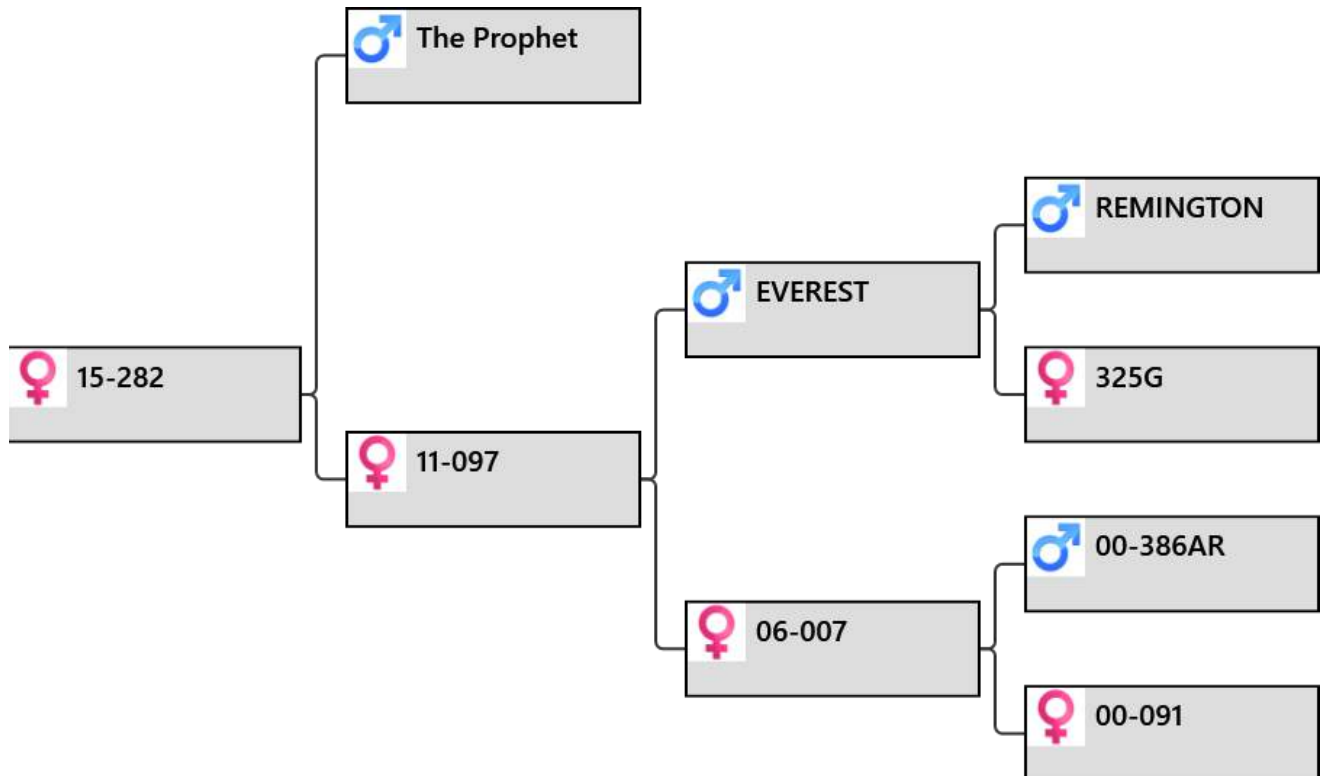 The Prophet
REMINGTON
EVEREST
15-282
325G
11-097
00-386AR
06-007
00-091